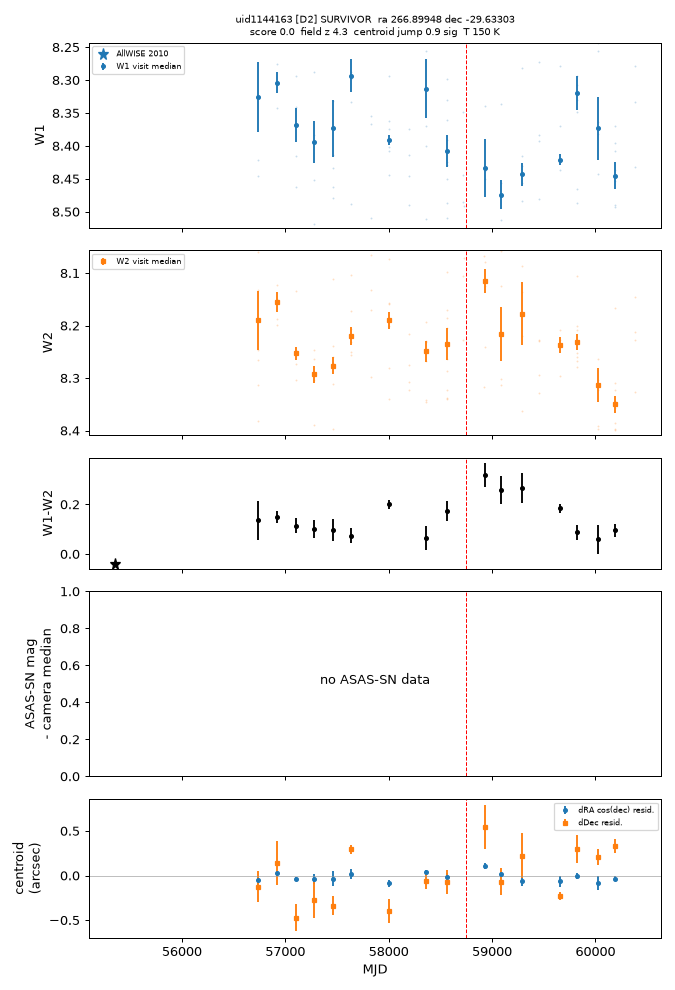 uid1144163 [D2] SURVIVOR  ra 266.89948 dec -29.63303
score 0.0  field z 4.3  centroid jump 0.9 sig  T 150 K
8.25
8.30
8.35
8.40
8.45
8.50
W1
AllWISE 2010
W1 visit median
8.1
8.2
8.3
8.4
W2
W2 visit median
0.2
0.0
W1-W2
1.0
0.8
0.6
0.4
0.2
0.0
ASAS-SN mag
- camera median
no ASAS-SN data
0.5
0.0
−0.5
centroid
(arcsec)
dRA cos(dec) resid.
dDec resid.
56000
57000
58000
59000
60000
MJD